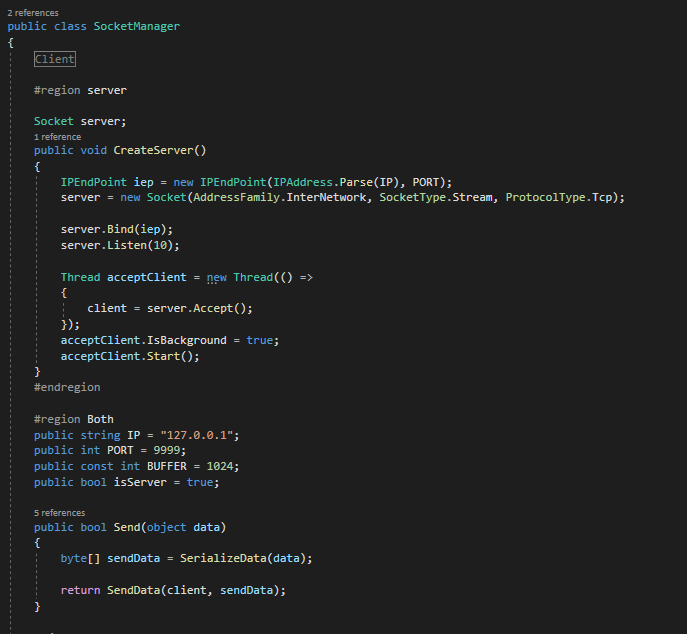 2 references
public class SocketManager
{
Client
#region server
Socket server;
1 reference
public void CreateServer()
{
IPEndPoint iep = new IPEndPoint(IPAddress.Parse(IP), PORT);
server = new Socket(AddressFamily.InterNetwork, SocketType.Stream, ProtocolType.Tcp);
server.Bind(iep);
server.Listen(10);
Thread acceptClient = new Thread(() =>
{
client = server.Accept();
});
acceptClient.IsBackground = true;
acceptClient.Start();
}
#endregion
#region Both
public string IP = "127.0.0.1";
public int PORT = 9999;
public const int BUFFER = 1024;
public bool isServer = true;
5 references
public bool Send(object data)
{
byte[] sendData = SerializeData(data);
return SendData(client, sendData);
}